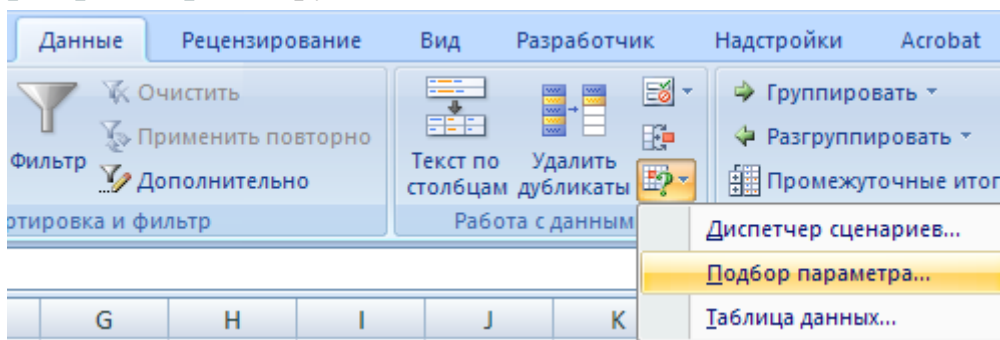 Данные Рецензирование Вид Разработчик Надстройки Acrobat
Очистить
Применить повторно
Дополнительно
Фильтр
Текст по столбцам
Удалить дубликаты
Группировать
Разгруппировать
Промежуточные итог
ртировка и фильтр
Работа с данным
Диспетчер сценариев...
Подбор параметра...
Таблица данных...
G H I J K